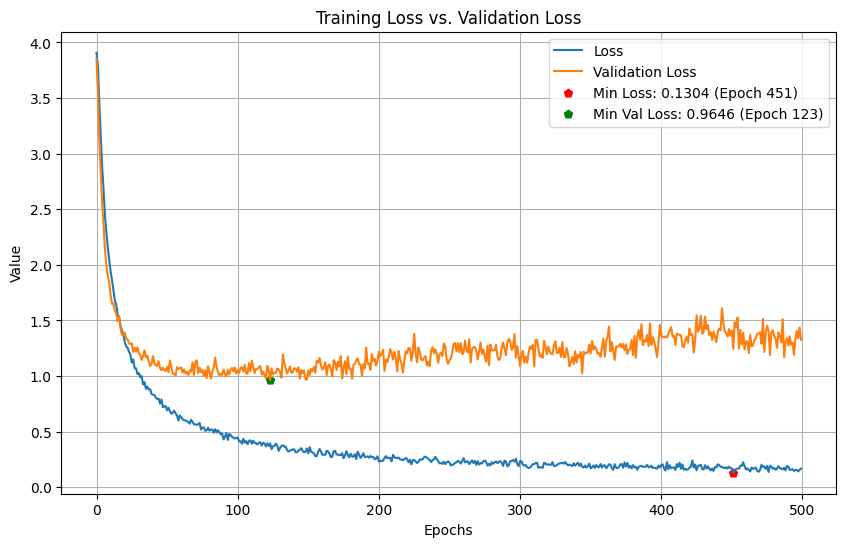 Training Loss vs. Validation Loss
Loss
Validation Loss
Min Loss: 0.1304 (Epoch 451)
Min Val Loss: 0.9646 (Epoch 123)
Value
4.0
3.5
3.0
2.5
2.0
1.5
1.0
0.5
0.0
0
100
200
300
400
500
Epochs